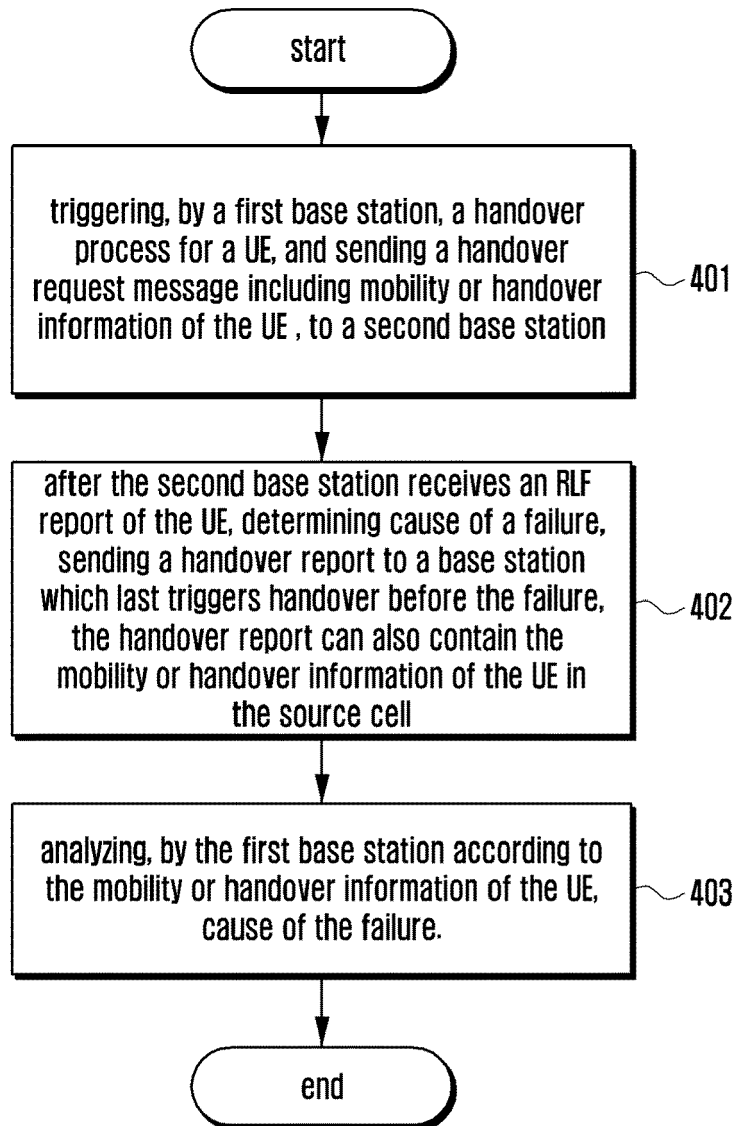 start
triggering, by a first base station, a handover
process for a UE, and sending a handover
request message including mobility or handover
information of the UE , to a second base station
401
after the second base station receives an RLF
report of the UE, determining cause of a failure,
sending a handover report to a base station
which last triggers handover before the failure,
the handover report can also contain the
mobility or handover information of the UE in
the source cell
402
analyzing, by the first base station according to
the mobility or handover information of the UE,
cause of the failure.
403
end